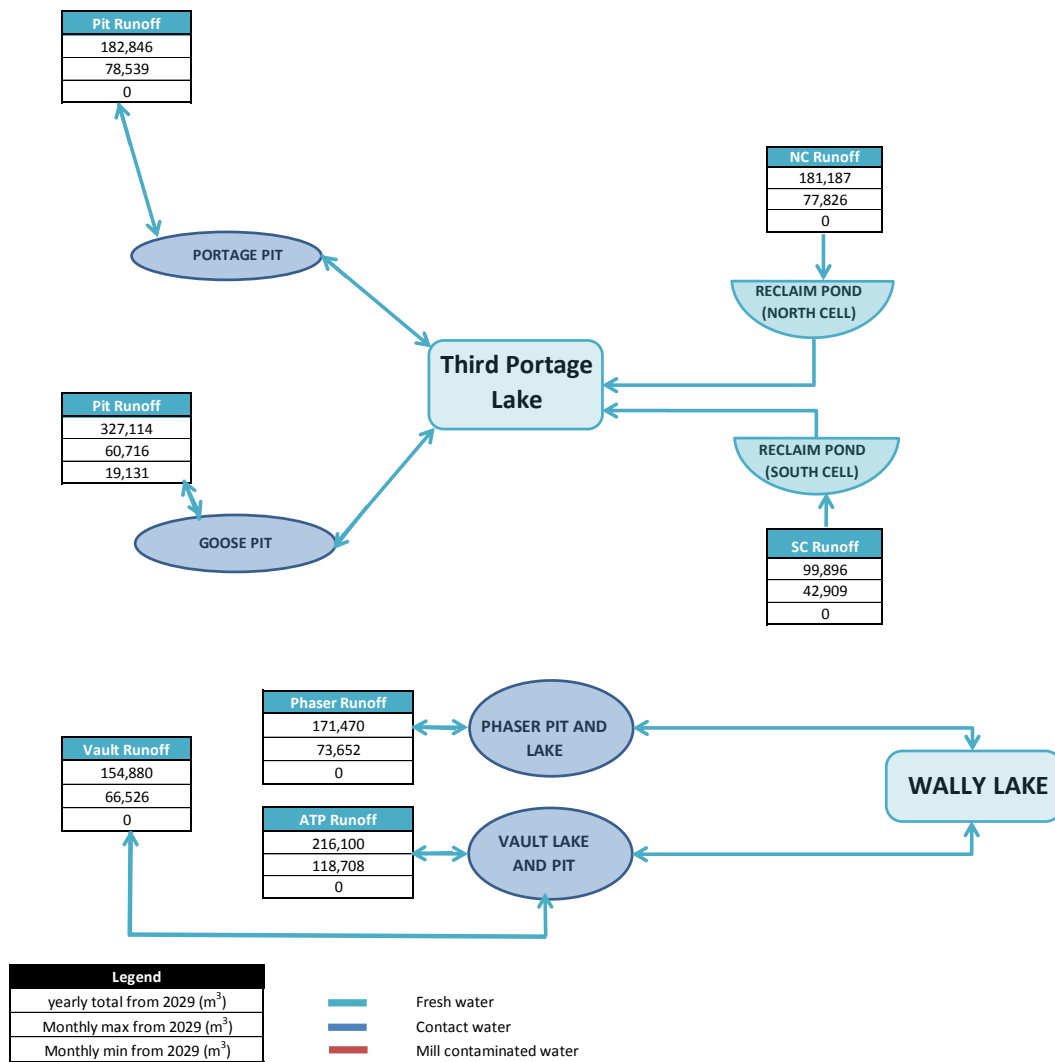 Pit Runoff
182,846
78,539
0
NC Runoff
181,187
77,826
0
PORTAGE PIT
RECLAIM POND
(NORTH CELL)
Third Portage
Lake
Pit Runoff
327,114
60,716
19,131
RECLAIM POND
(SOUTH CELL)
GOOSE PIT
SC Runoff
99,896
42,909
0
Phaser Runoff
171,470
73,652
0
PHASER PIT AND
LAKE
Vault Runoff
154,880
66,526
0
WALLY LAKE
ATP Runoff
216,100
118,708
0
VAULT LAKE
AND PIT
Legend
yearly total from 2029 (m³)
Monthly max from 2029 (m³)
Monthly min from 2029 (m³)
Fresh water
Contact water
Mill contaminated water